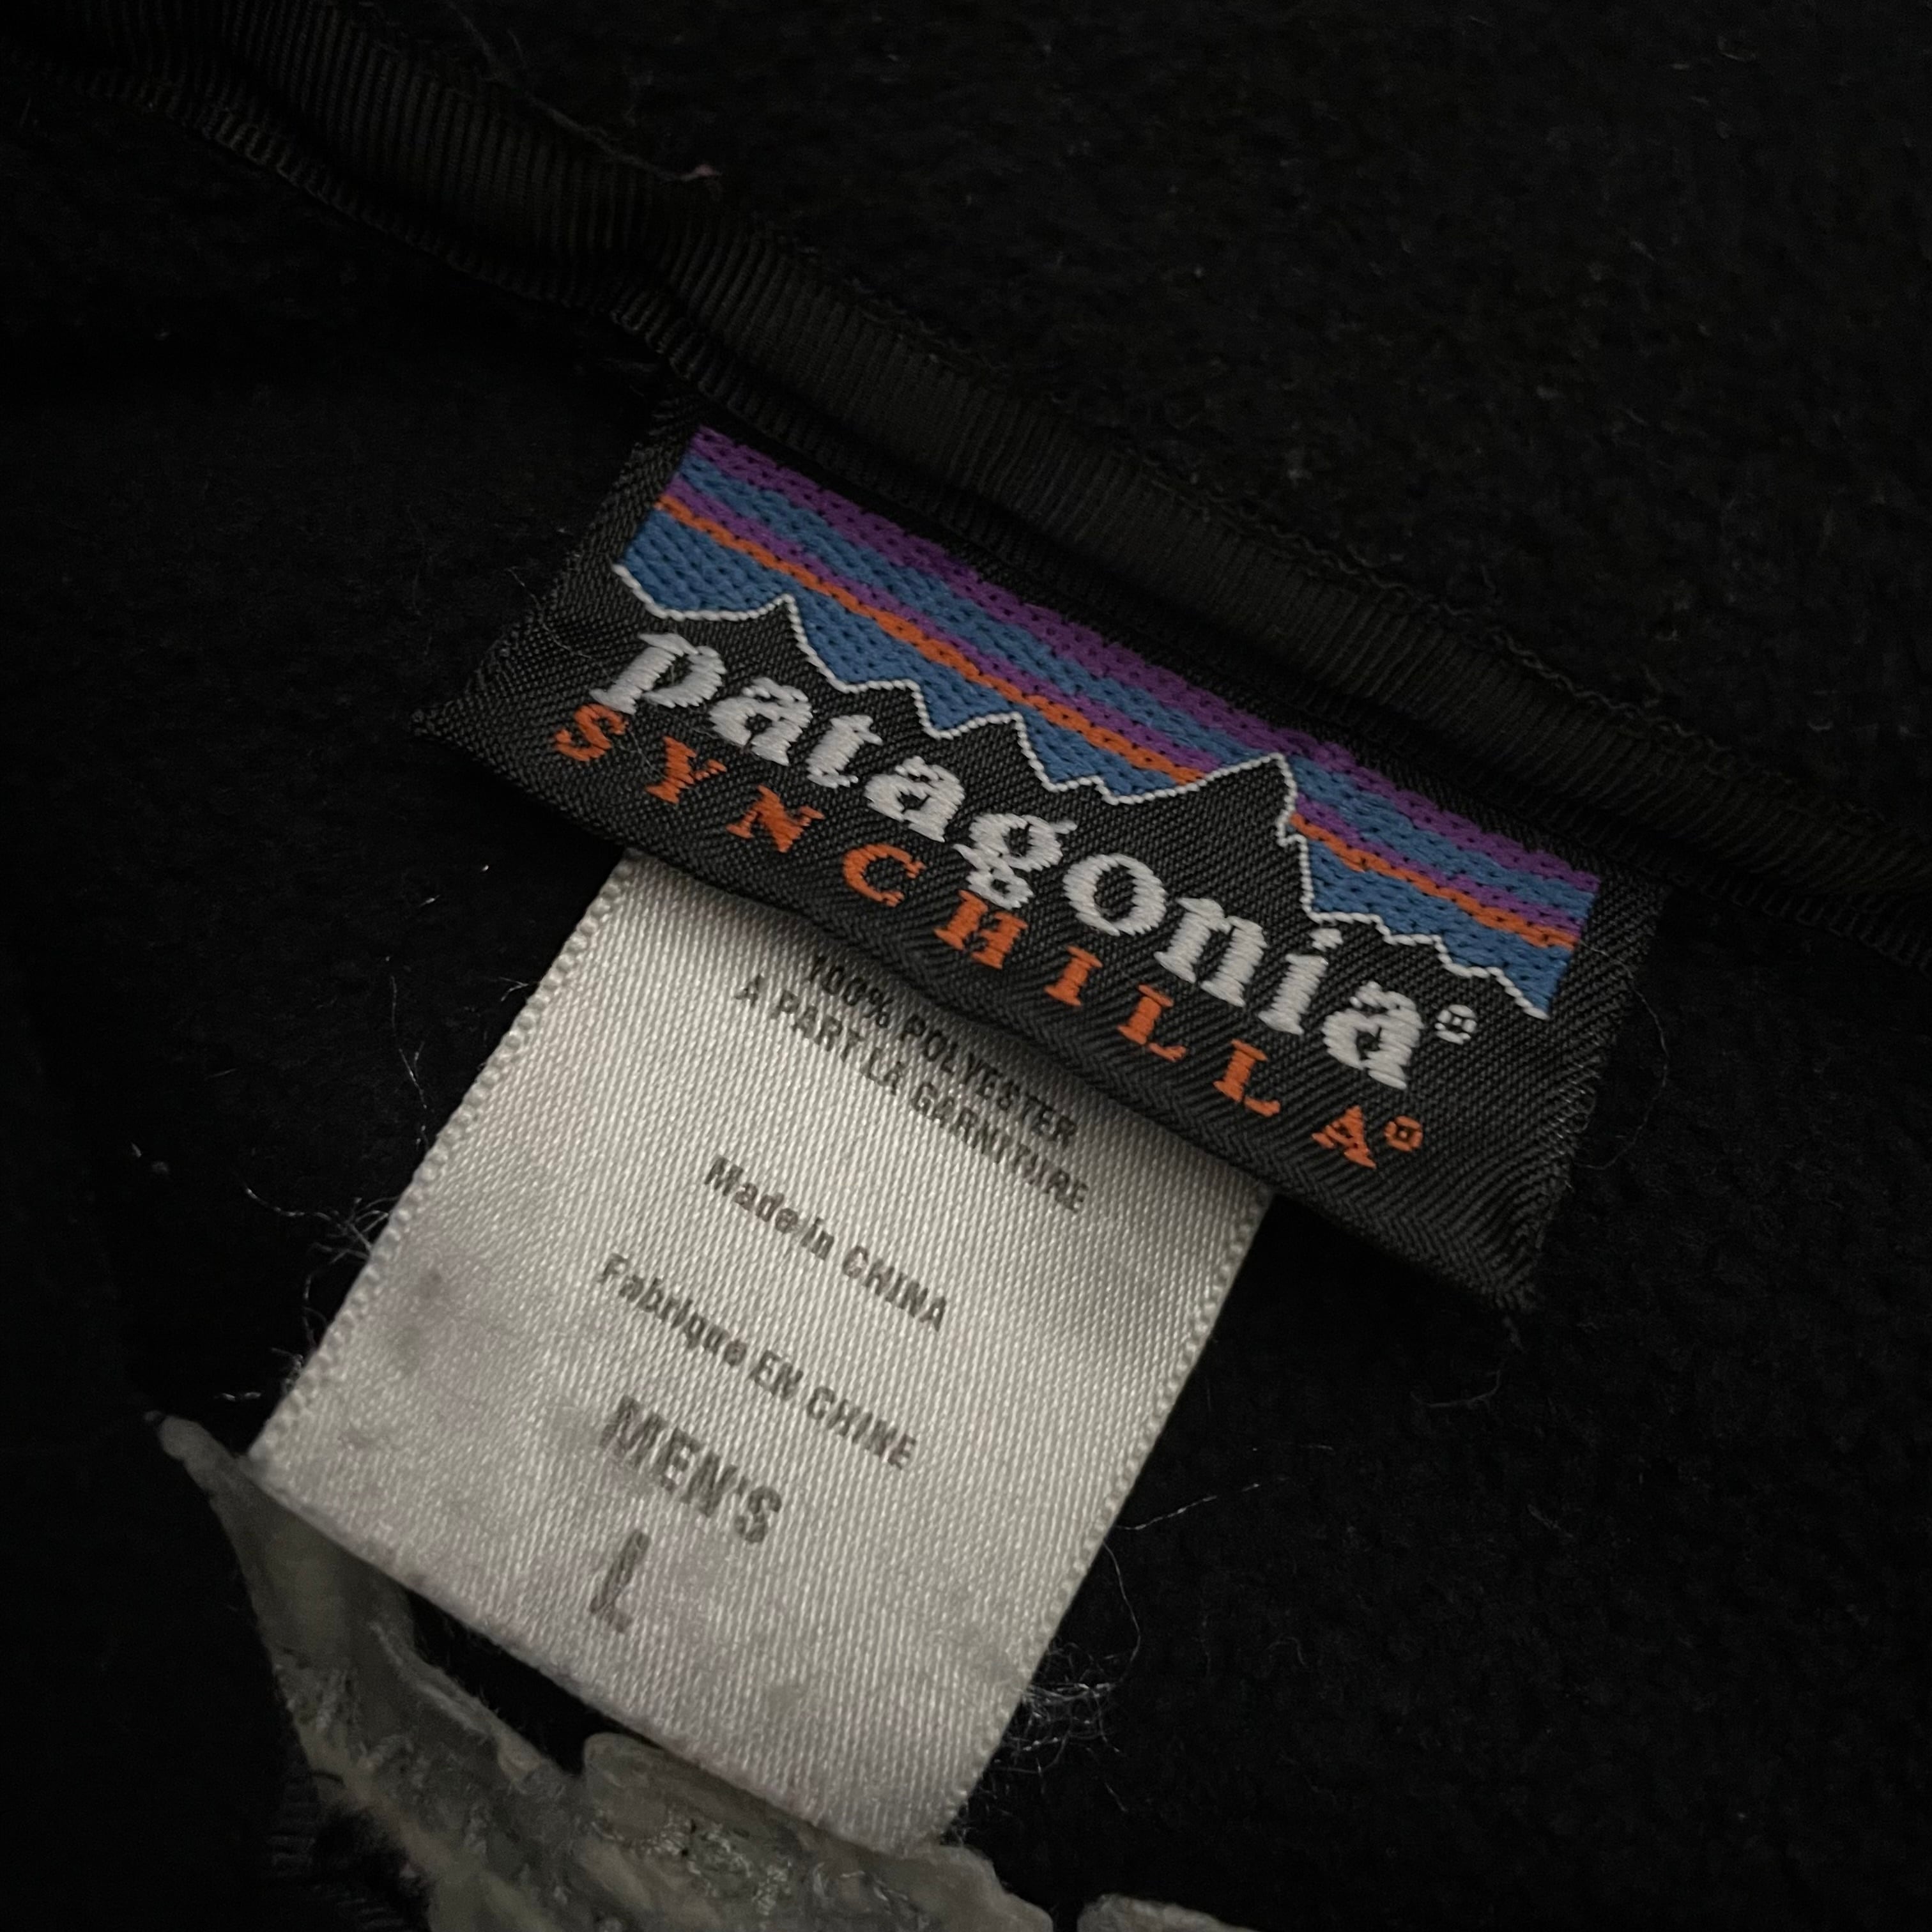 patagonia®
SYNCHILLA®
100% POLYESTER
A PART LA GARNITURE
Made in CHINA
Fabrique EN CHINE
MEN'S
L